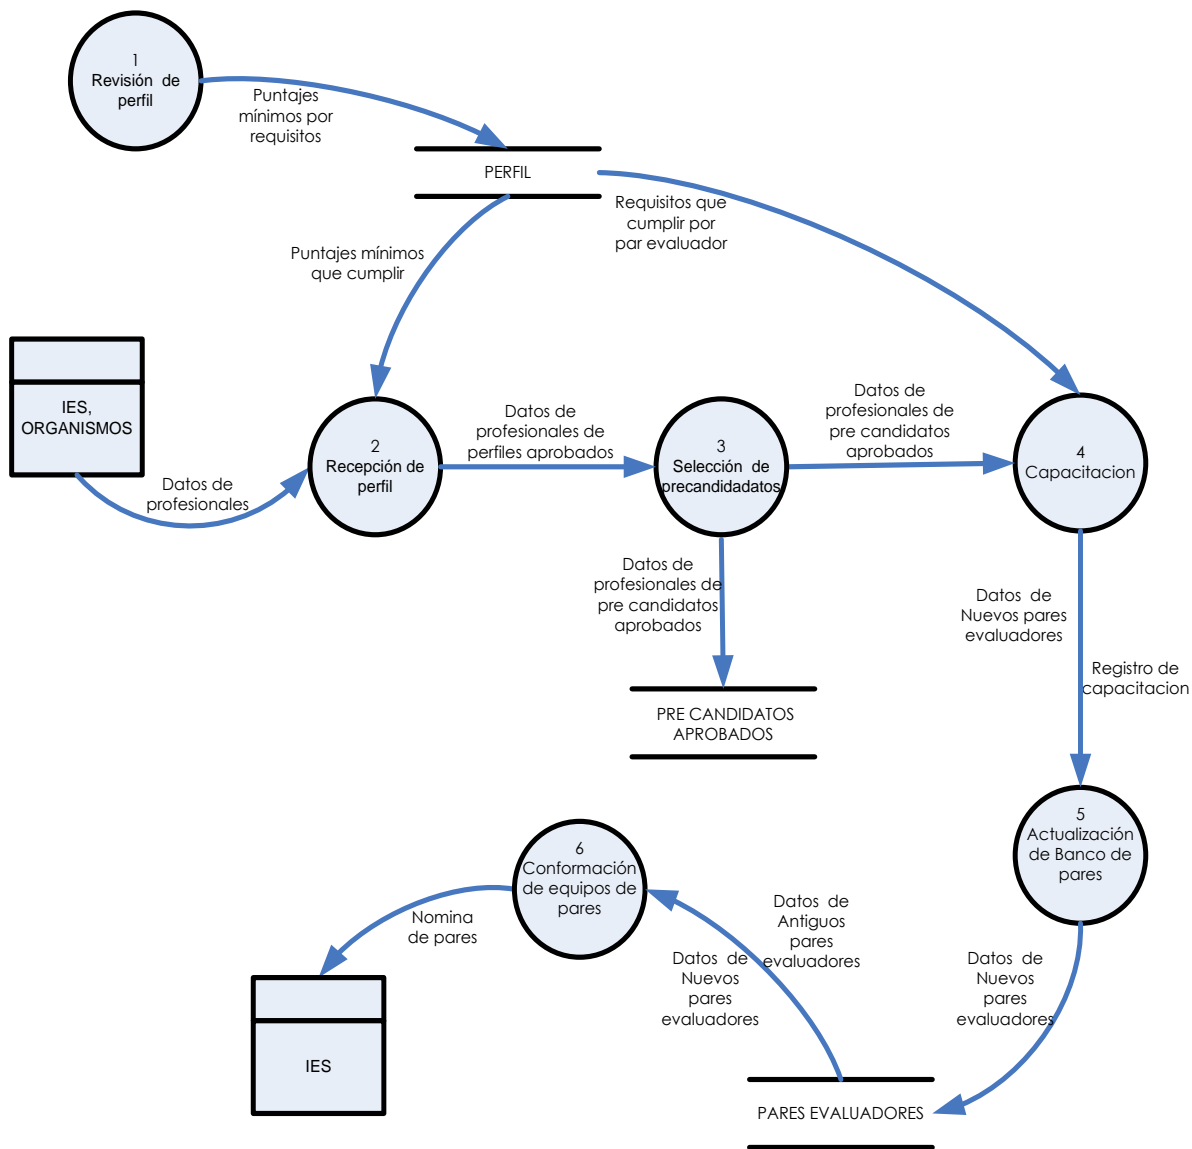 1
Revisión de
perfil
Puntajes
mínimos por
requisitos
PERFIL
Requisitos que
cumplir por
par evaluador
Puntajes mínimos
que cumplir
IES,
ORGANISMOS
Datos de
profesionales
2
Recepción de
perfil
Datos de
profesionales de
perfiles aprobados
3
Selección de
precandidadatos
Datos de
profesionales de
pre candidatos
aprobados
4
Capacitacion
Datos de
profesionales de
pre candidatos
aprobados
PRE CANDIDATOS
APROBADOS
Datos de
Nuevos pares
evaluadores
Registro de
capacitacion
5
Actualización
de Banco de
pares
6
Conformación
de equipos de
pares
Nomina
de pares
IES
Datos de
Antiguos
pares
evaluadores
Datos de
Nuevos
pares
evaluadores
Datos de
Nuevos
pares
evaluadores
PARES EVALUADORES